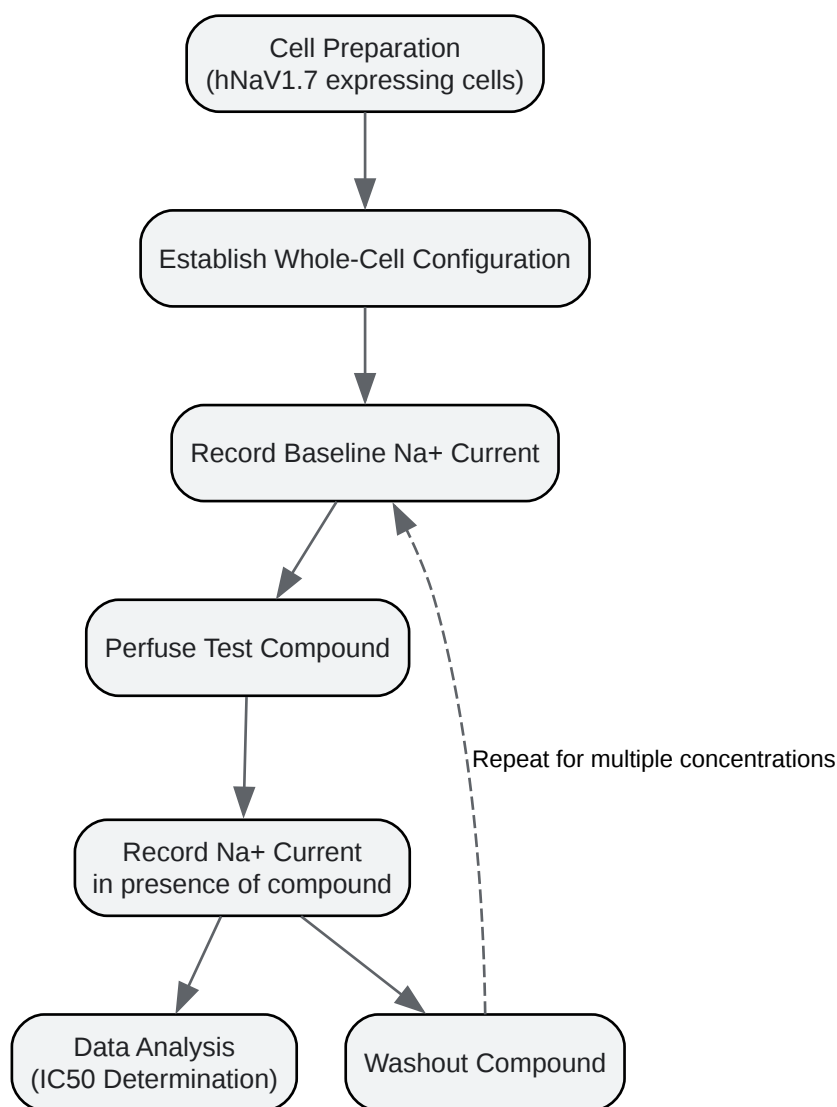 Cell Preparation
(hNaV1.7 expressing cells)
Establish Whole-Cell Configuration
Record Baseline Na+ Current
Perfuse Test Compound
Repeat for multiple concentrations
Record Na+ Current
in presence of compound
Data Analysis
(IC50 Determination)
Washout Compound